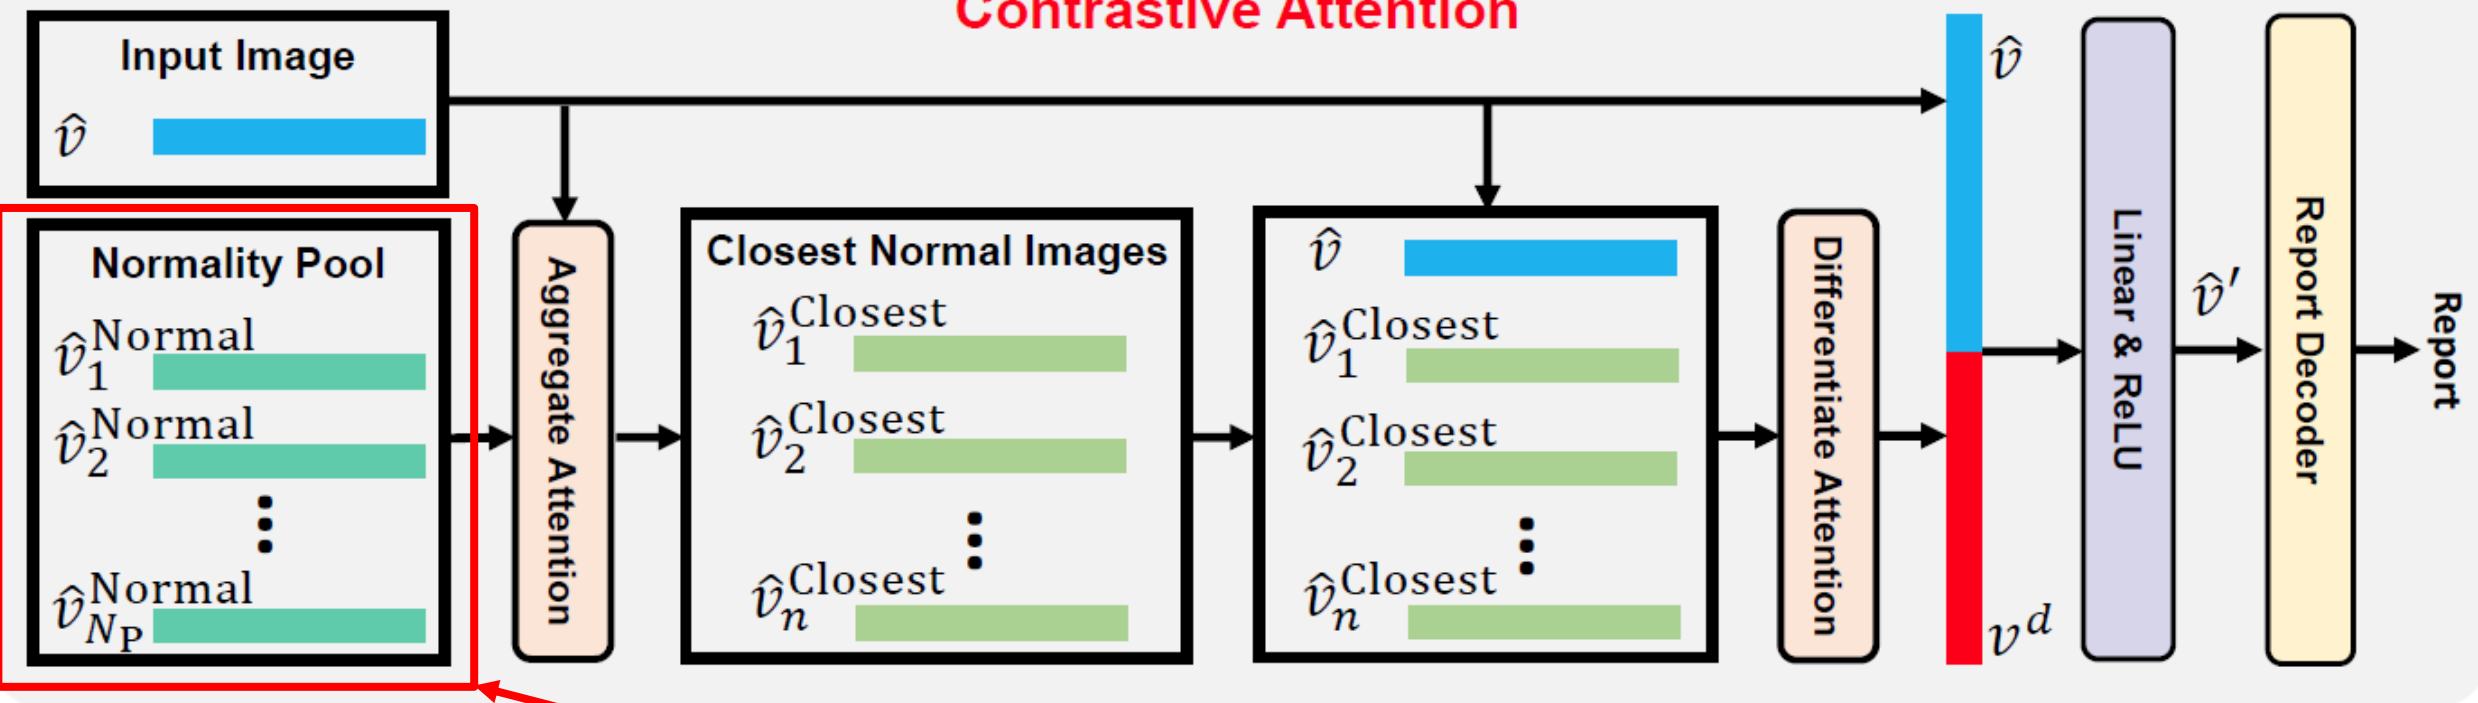 Contrastive Attention
Input Image
v̂
Normality Pool
v̂₁^Normal
v̂₂^Normal
⋮
v̂_{N_P}^Normal
Aggregate Attention
Closest Normal Images
v̂₁^Closest
v̂₂^Closest
⋮
v̂ₙ^Closest
v̂
v̂₁^Closest
v̂₂^Closest
⋮
v̂ₙ^Closest
Differentiate Attention
v̂
v^d
Linear & ReLU
v̂′
Report Decoder
Report